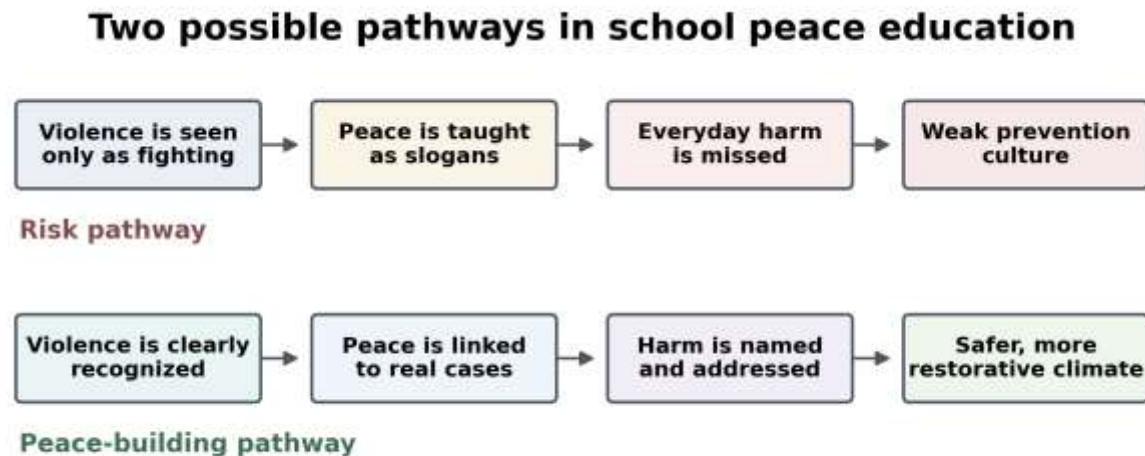 Two possible pathways in school peace education
Violence is seen
only as fighting
Peace is taught
as slogans
Everyday harm
is missed
Weak prevention
culture
Risk pathway
Violence is clearly
recognized
Peace is linked
to real cases
Harm is named
and addressed
Safer, more
restorative climate
Peace-building pathway